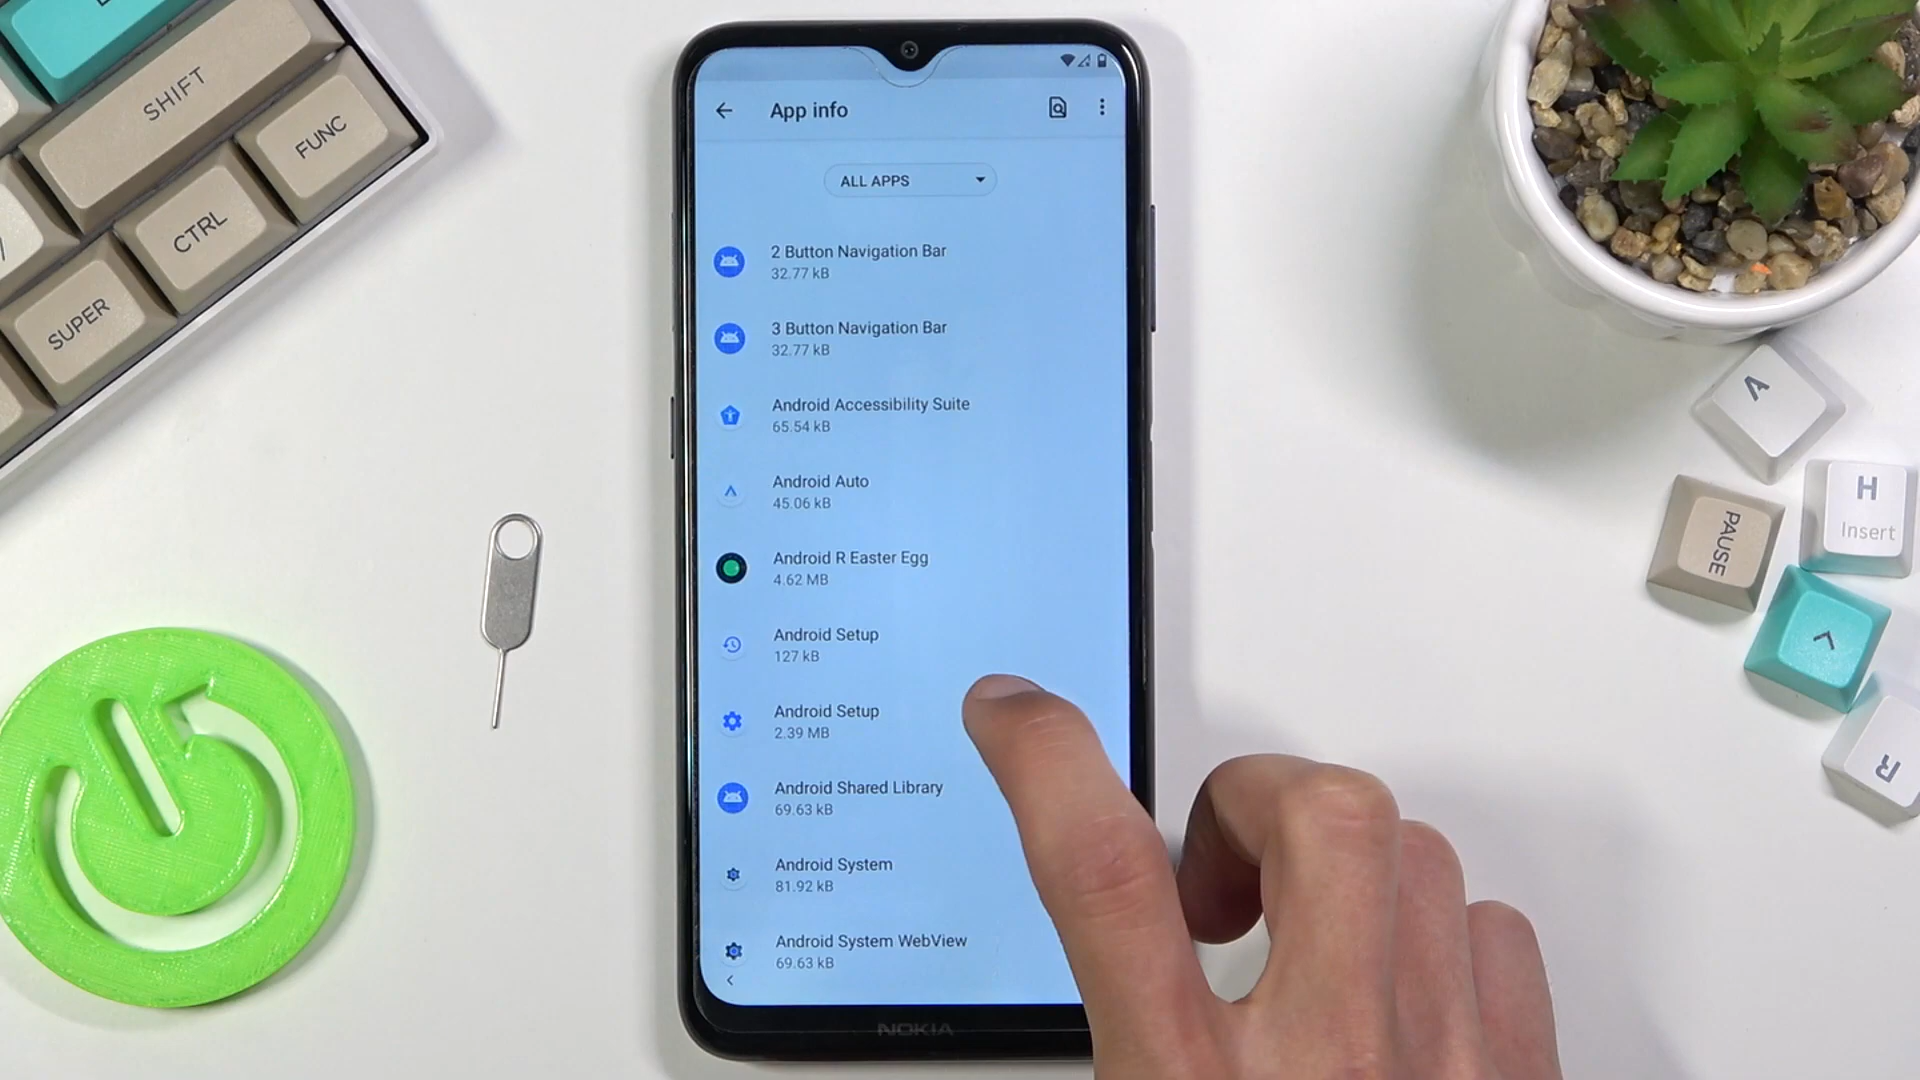 SHIFT
FUNC
CTRL
SUPER
App info
ALL APPS
2 Button Navigation Bar
32.77 kB
3 Button Navigation Bar
32.77 kB
Android Accessibility Suite
65.54 kB
Android Auto
45.06 kB
Android R Easter Egg
4.62 MB
Android Setup
127 kB
Android Setup
2.39 MB
Android Shared Library
69.63 kB
Android System
81.92 kB
Android System WebView
69.63 kB
NOKIA
H
Insert
PAUSE
R